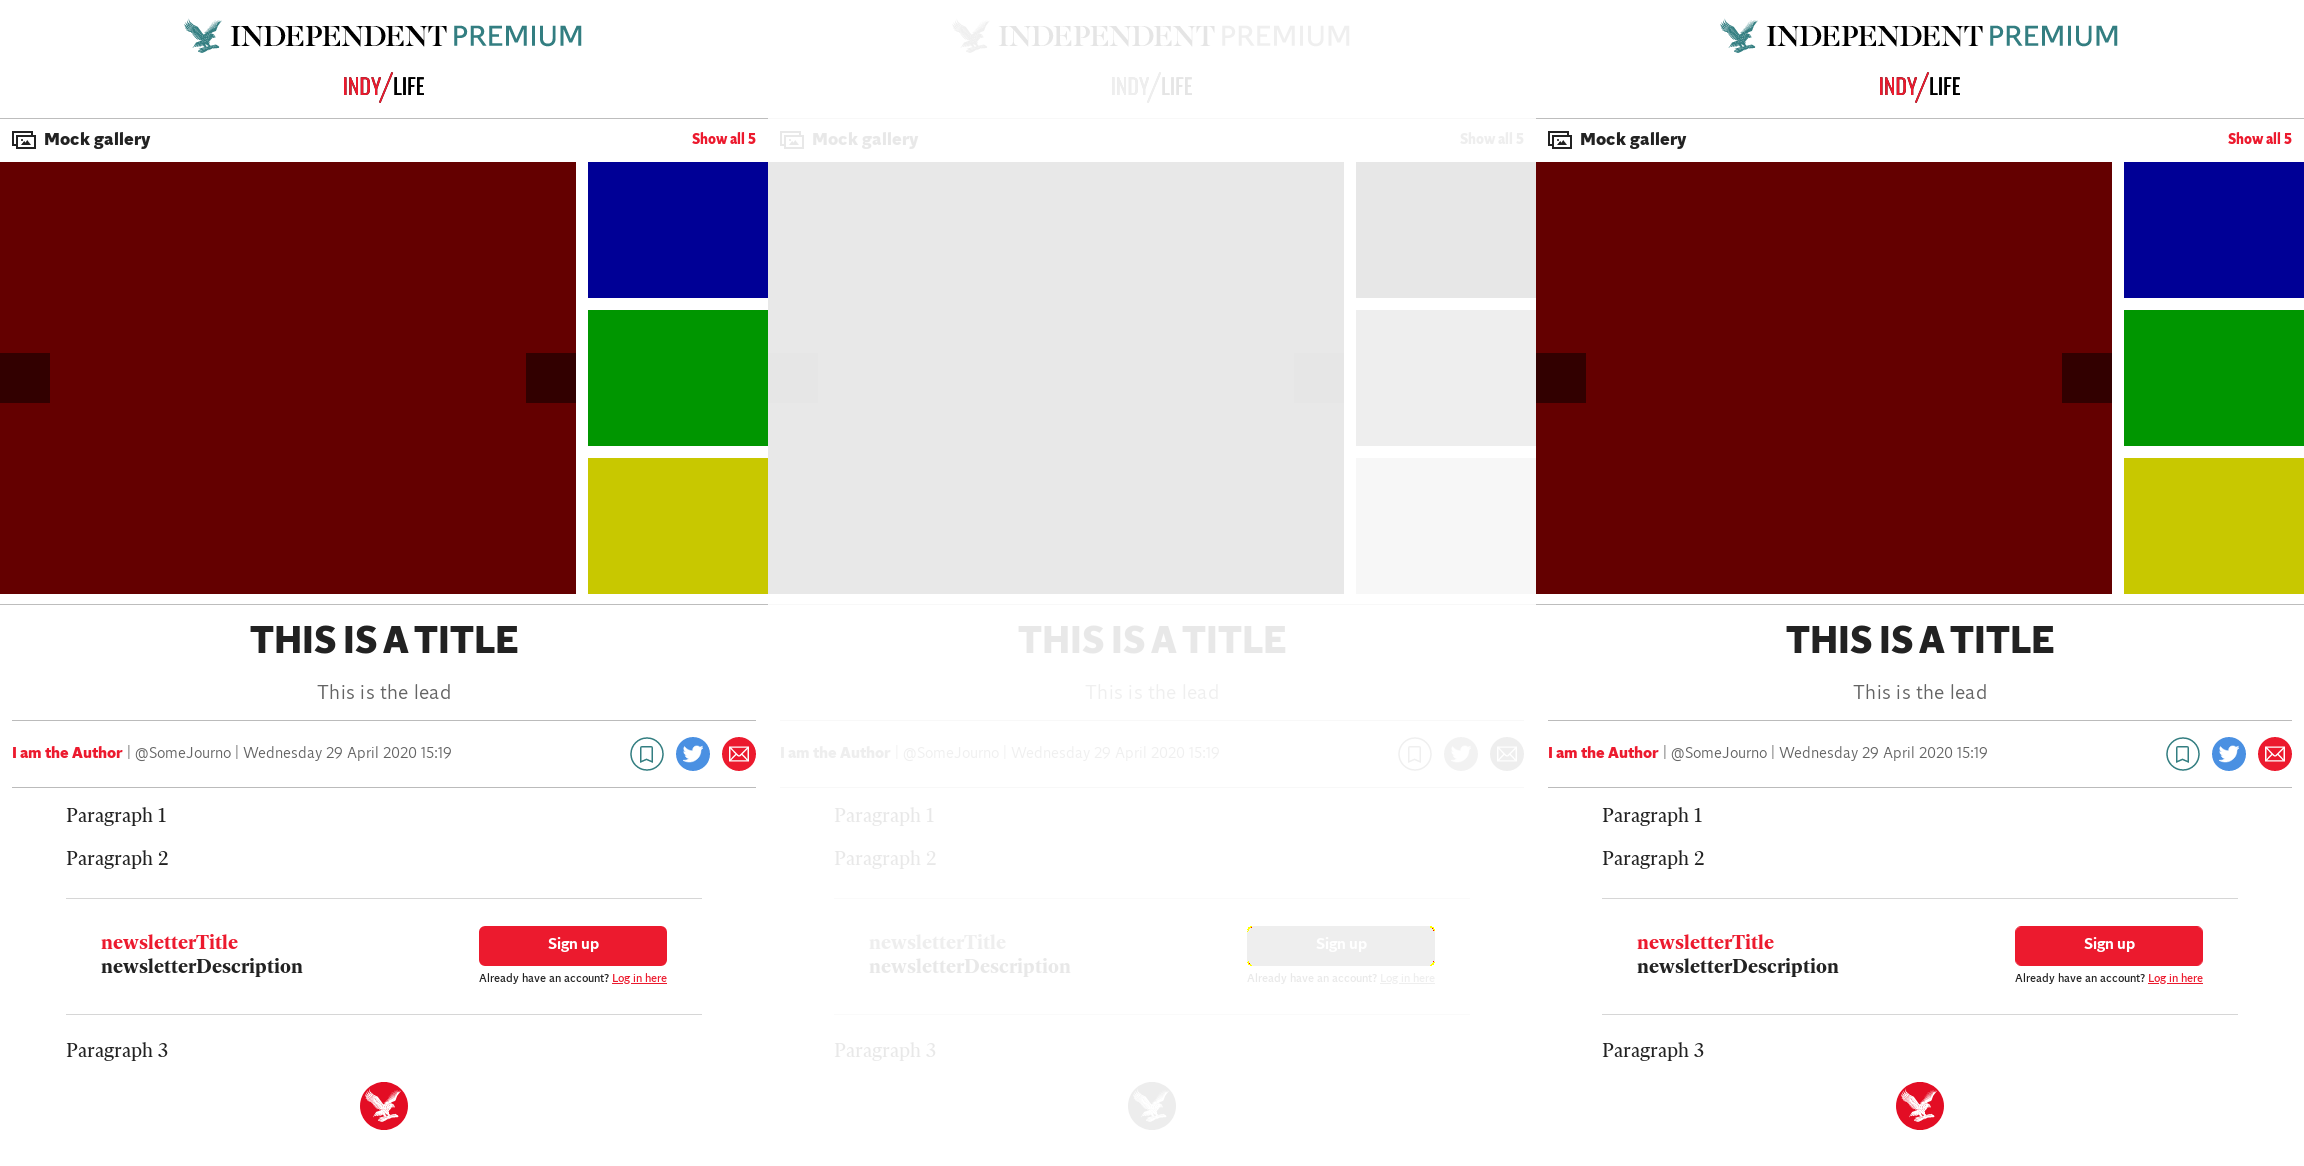 INDEPENDENT PREMIUM
INDY/LIFE
Mock gallery
Show all 5
THIS IS A TITLE
This is the lead
I am the Author | @SomeJourno | Wednesday 29 April 2020 15:19
Paragraph 1
Paragraph 2
newsletterTitle
newsletterDescription
Sign up
Already have an account? Log in here
Paragraph 3
INDEPENDENT PREMIUM
INDY/LIFE
Mock gallery
Show all 5
THIS IS A TITLE
This is the lead
I am the Author | @SomeJourno | Wednesday 29 April 2020 15:19
Paragraph 1
Paragraph 2
newsletterTitle
newsletterDescription
Sign up
Already have an account? Log in here
Paragraph 3
INDEPENDENT PREMIUM
INDY/LIFE
Mock gallery
Show all 5
THIS IS A TITLE
This is the lead
I am the Author | @SomeJourno | Wednesday 29 April 2020 15:19
Paragraph 1
Paragraph 2
newsletterTitle
newsletterDescription
Sign up
Already have an account? Log in here
Paragraph 3